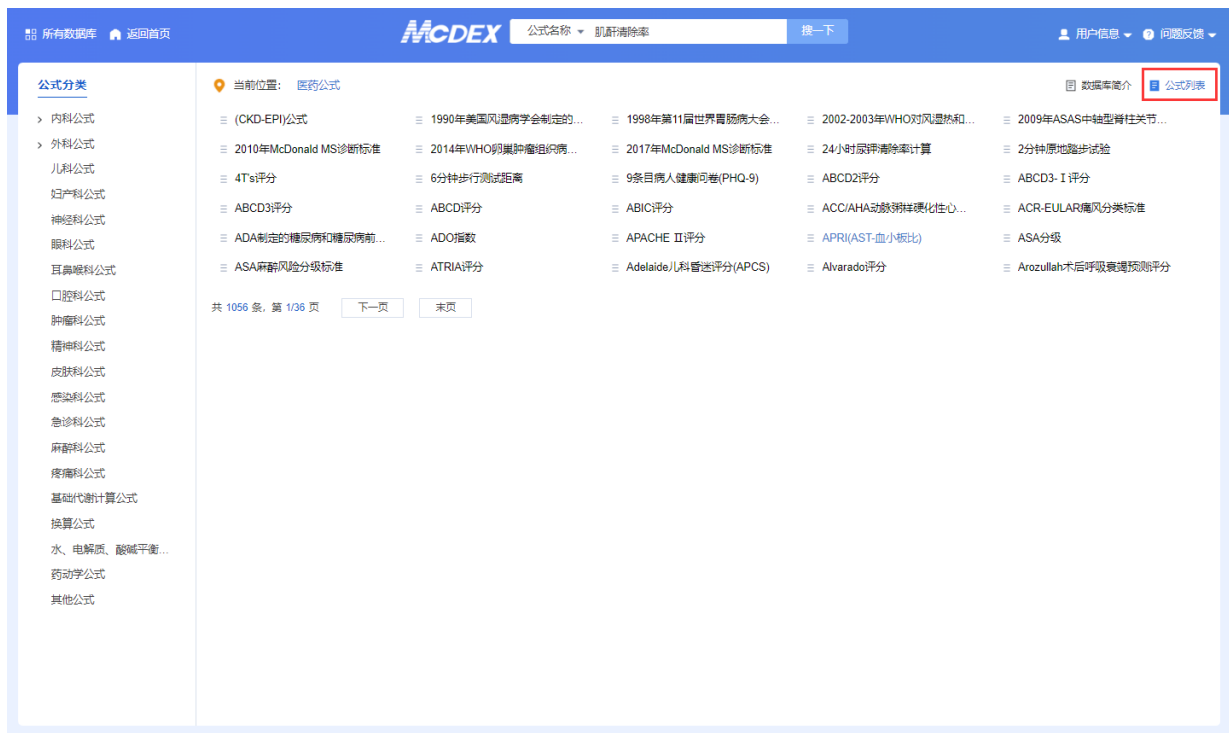 所有数据库 返回首页 MCDEX 公式名称 肌酐清除率 搜一下 用户信息 问题反馈
公式分类
内科公式
外科公式
儿科公式
妇产科公式
神经科公式
眼科公式
耳鼻喉科公式
口腔科公式
肿瘤科公式
精神科公式
皮肤科公式
感染科公式
急诊科公式
麻醉科公式
疼痛科公式
基础代谢计算公式
换算公式
水、电解质、酸碱平衡...
药动学公式
其他公式
当前位置: 医药公式 数据库简介 公式列表
(CKD-EPI)公式 1990年美国风湿病学会制定的... 1998年第11届世界胃肠病大会... 2002-2003年WHO对风湿热和... 2009年ASAS中轴型脊柱关节...
2010年McDonald MS诊断标准 2014年WHO卵巢肿瘤组织病... 2017年McDonald MS诊断标准 24小时尿钾清除率计算 2分钟原地踏步试验
4T's评分 6分钟步行测试距离 9条目病人健康问卷(PHQ-9) ABCD2评分 ABCD3-Ⅰ评分
ABCD3评分 ABCD评分 ABIC评分 ACC/AHA动脉粥样硬化性心... ACR-EULAR痛风分类标准
ADA制定的糖尿病和糖尿病前... ADO指数 APACHE Ⅱ评分 APRI(AST-血小板比) ASA分级
ASA麻醉风险分级标准 ATRIA评分 Adelaide儿科昏迷评分(APCS) Alvarado评分 Arozullah术后呼吸衰竭预测评分
共 1056 条, 第 1/36 页 下一页 末页